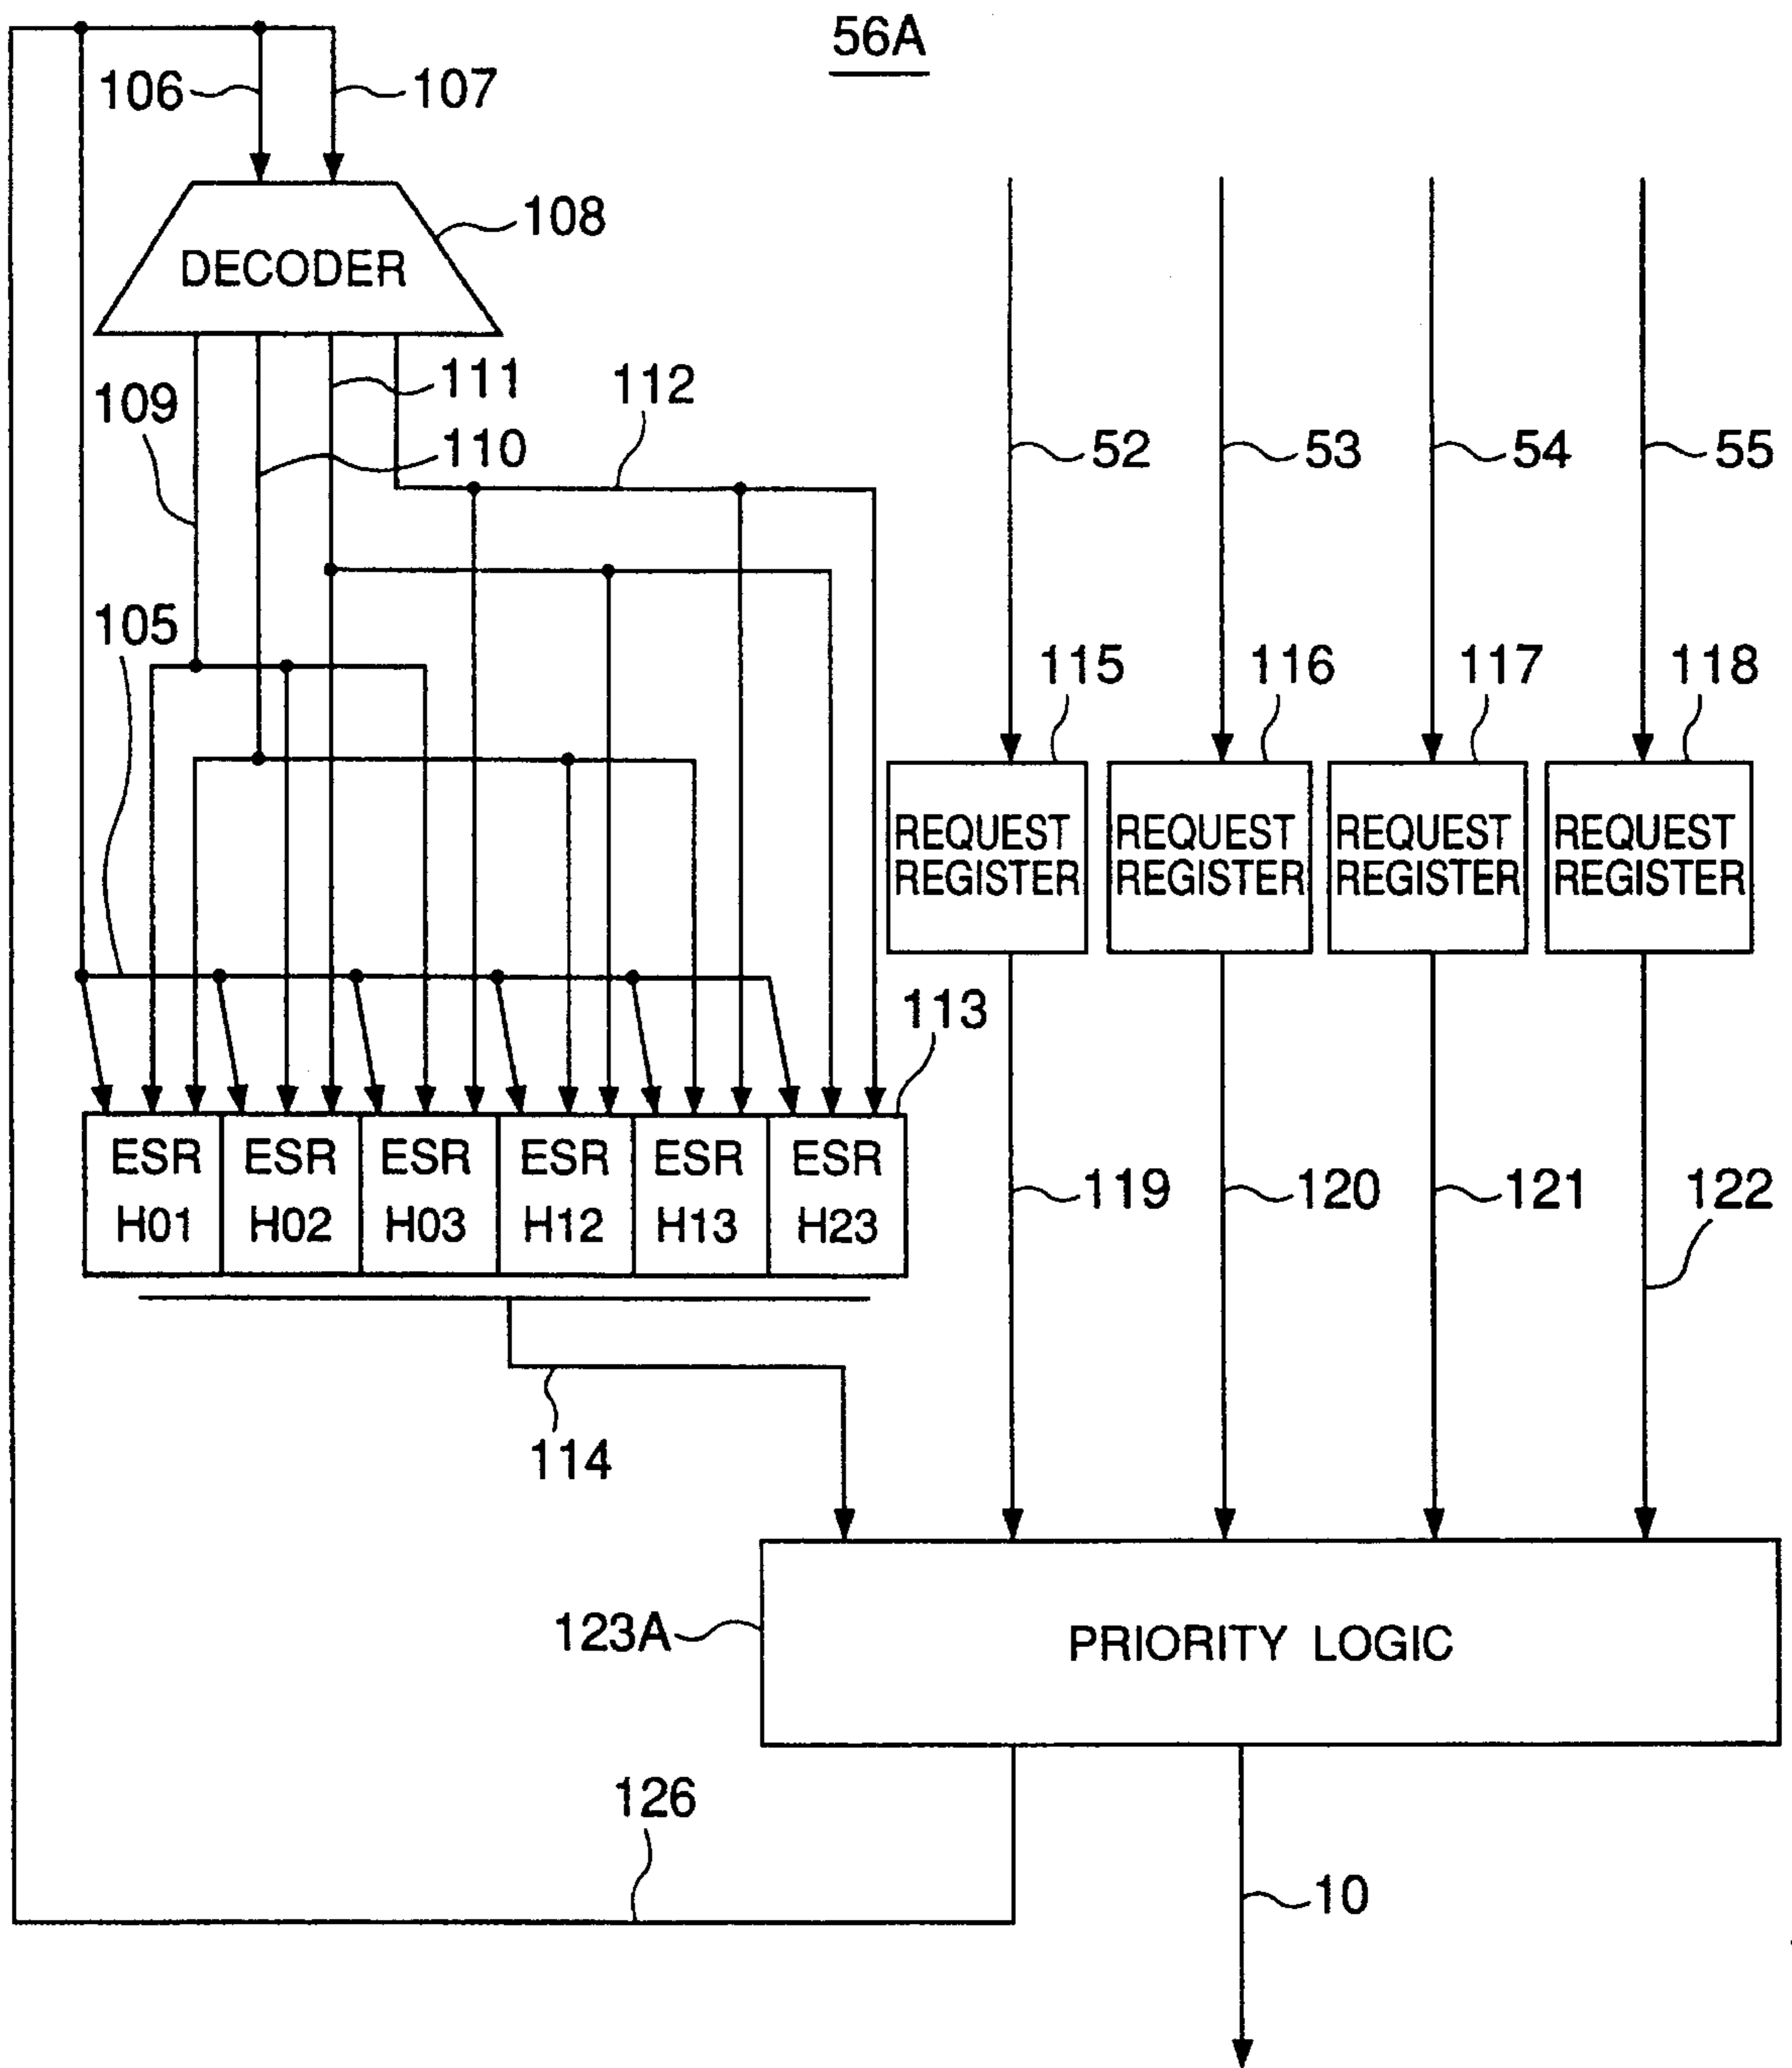 56A
106
107
108
DECODER
111
112
109
110
52
53
54
55
105
115
116
117
118
REQUEST REGISTER
REQUEST REGISTER
REQUEST REGISTER
REQUEST REGISTER
113
ESR H01
ESR H02
ESR H03
ESR H12
ESR H13
ESR H23
119
120
121
122
114
123A
PRIORITY LOGIC
126
10